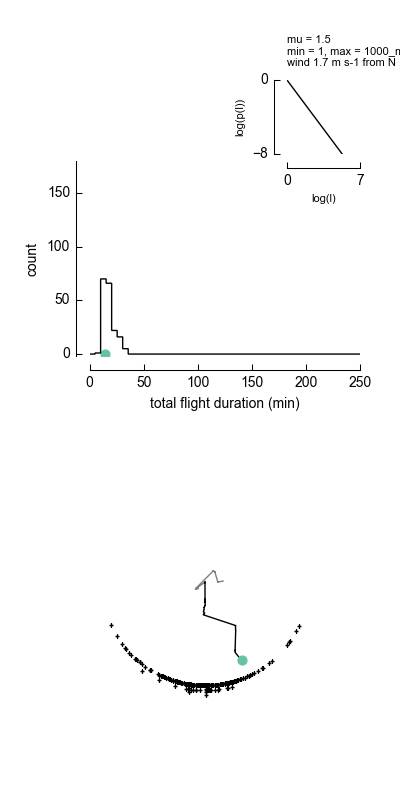 mu = 1.5
min = 1, max = 1000_m
wind 1.7 m s-1 from N
0
log(p(l))
−8
0
7
log(l)
150
100
50
0
count
0
50
100
150
200
250
total flight duration (min)